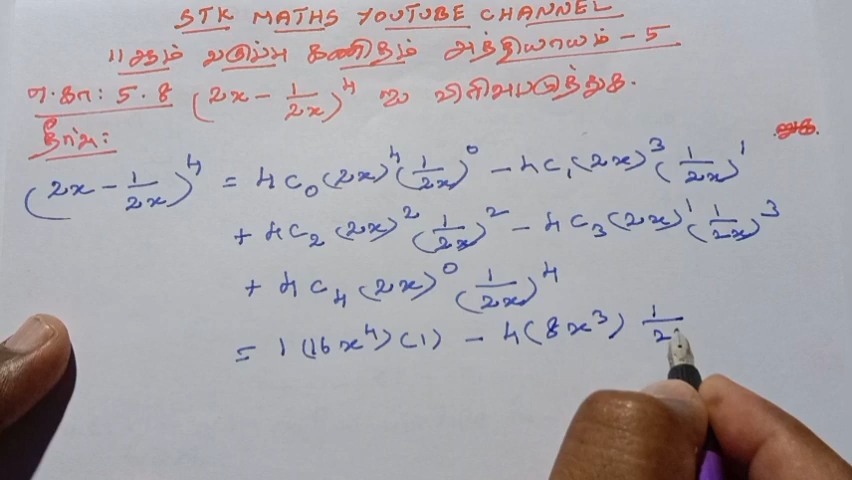 STK MATHS YOUTUBE CHANNEL
11 ஆம் வகுப்பு கணிதம் அத்தியாயம் - 5
எ.கா: 5.8 (2x - 1/2x)^4 ஐ விரிவுபடுத்துக.
தீர்வு:
(2x - 1/2x)^4 = 4C₀ (2x)^4 (1/2x)^0 - 4C₁ (2x)^3 (1/2x)^1
+ 4C₂ (2x)^2 (1/2x)^2 - 4C₃ (2x)^1 (1/2x)^3
+ 4C₄ (2x)^0 (1/2x)^4
= 1 (16x^4) (1) - 4 (8x^3) 1/2